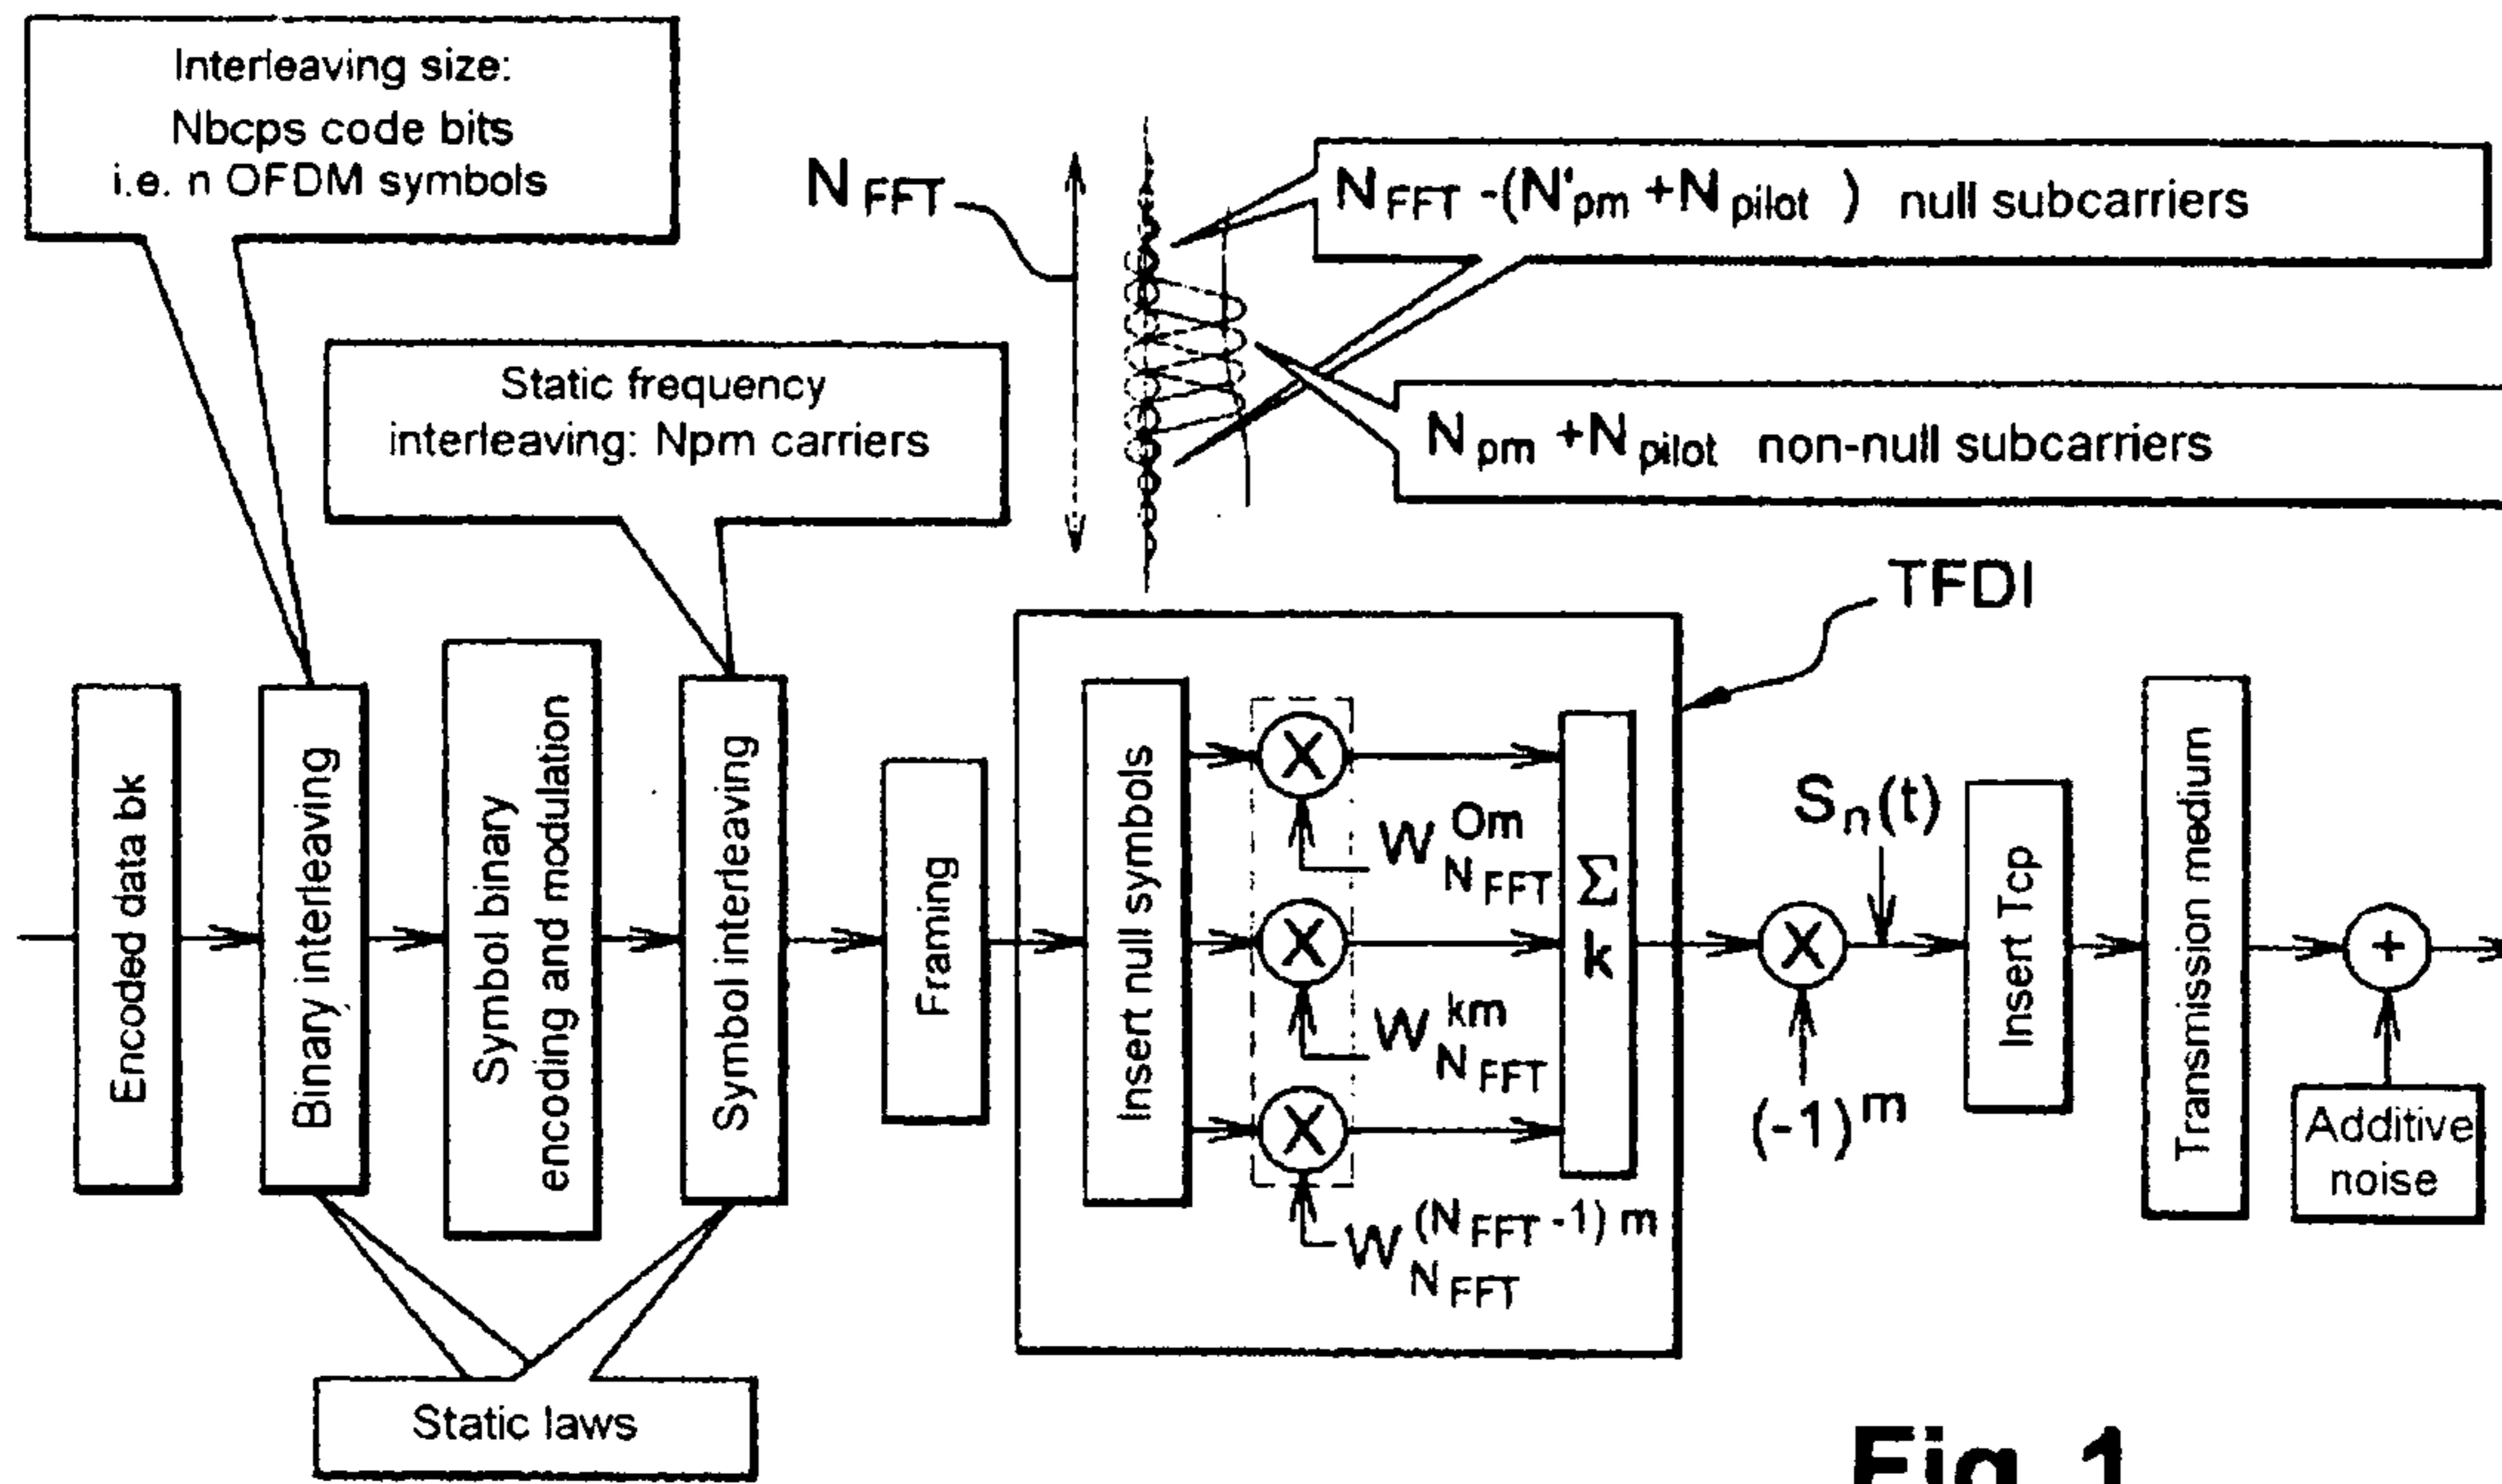 Interleaving size:
Nbcps code bits
i.e. n OFDM symbols
N FFT
N FFT -(N'pm +N pilot ) null subcarriers
Static frequency
interleaving: Npm carriers
N pm +N pilot non-null subcarriers
TFDI
Encoded data bk
Binary interleaving
Symbol binary
encoding and modulation
Symbol interleaving
Framing
Insert null symbols
X
W 0m N FFT
X
W km N FFT
X
W (N FFT -1) m N FFT
Σ
k
X
(-1) m
Sn(t)
Insert Tcp
Transmission medium
+
Additive
noise
Static laws
Fig. 1